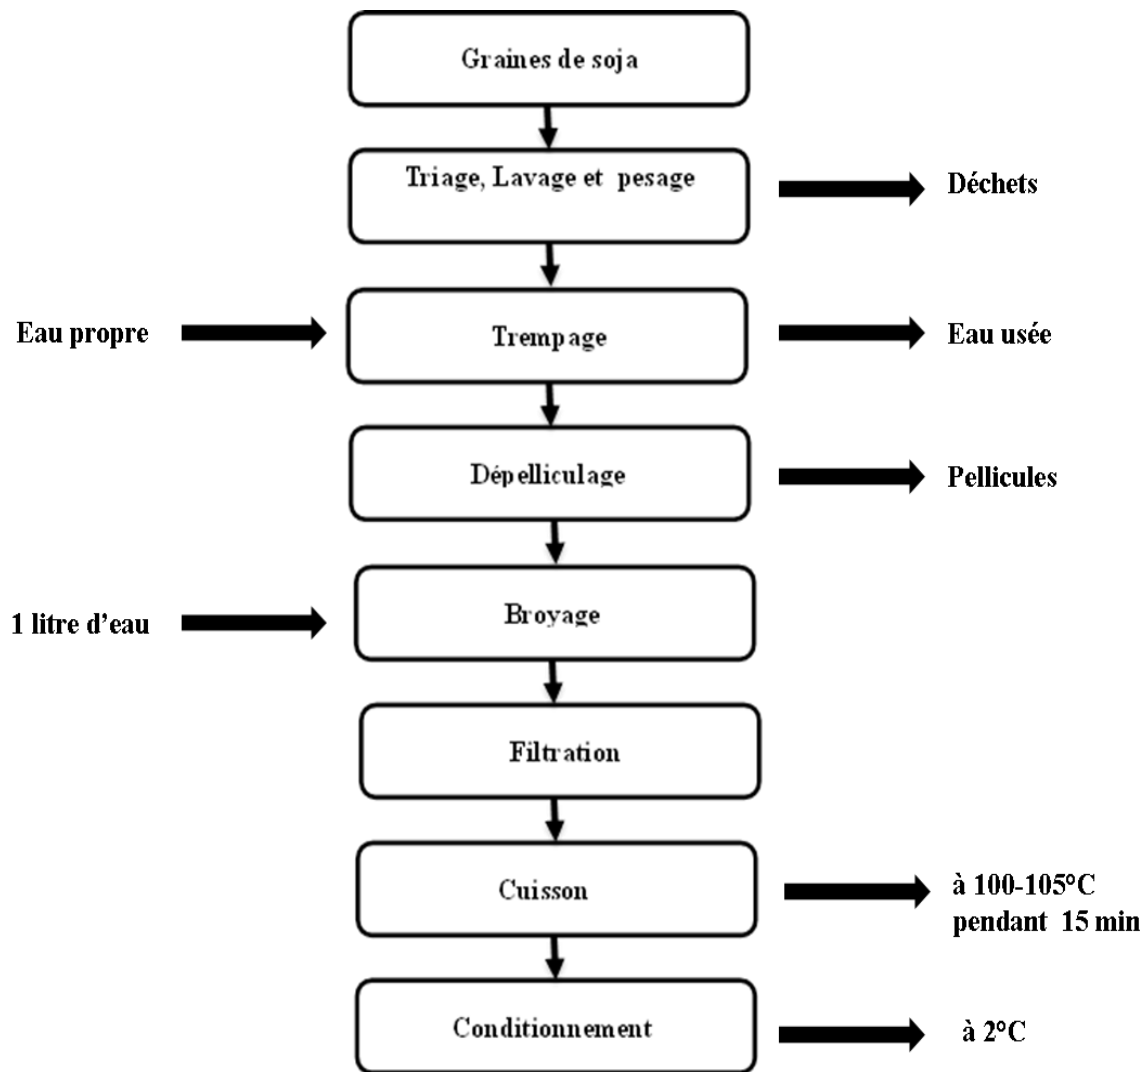 Graines de soja
Triage, Lavage et pesage
Déchets
Eau propre
Trempage
Eau usée
Dépelliculage
Pellicules
1 litre d’eau
Broyage
Filtration
Cuisson
à 100-105°C
pendant 15 min
Conditionnement
à 2°C